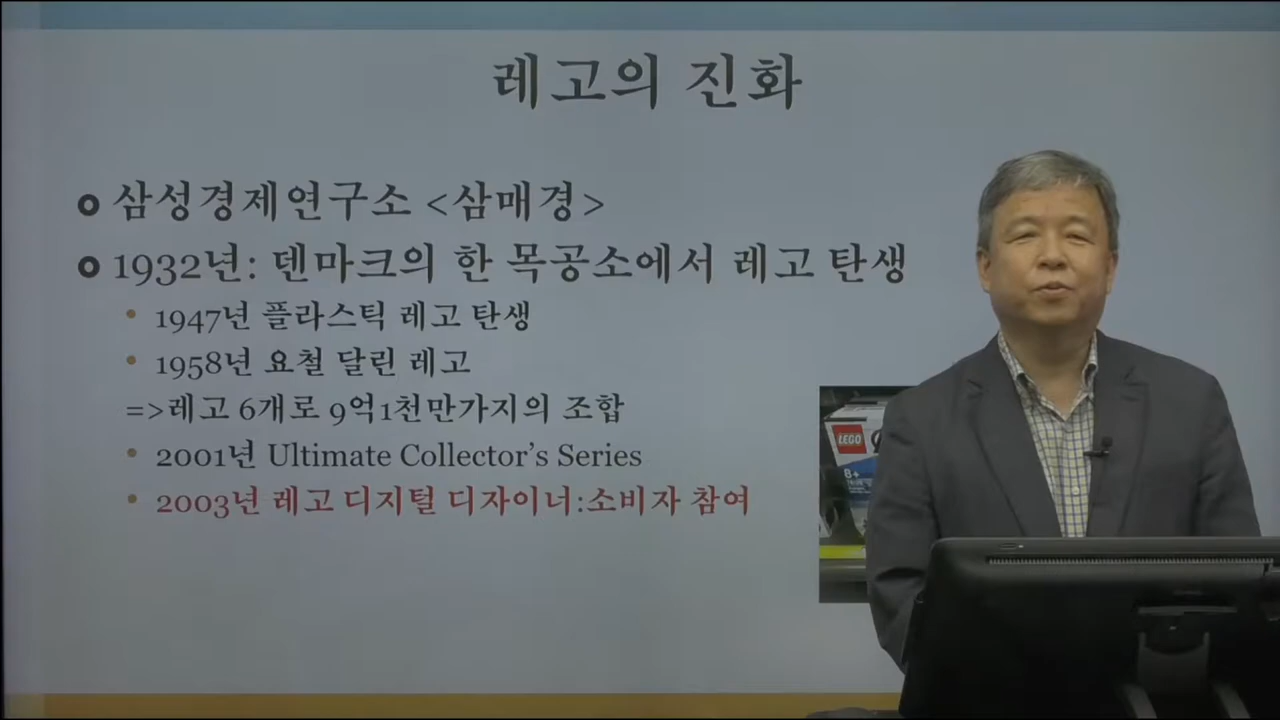 레고의 진화
삼성경제연구소 <삼매경>
1932년: 덴마크의 한 목공소에서 레고 탄생
1947년 플라스틱 레고 탄생
1958년 요철 달린 레고
=>레고 6개로 9억1천만가지의 조합
2001년 Ultimate Collector's Series
2003년 레고 디지털 디자이너:소비자 참여
LEGO
8+